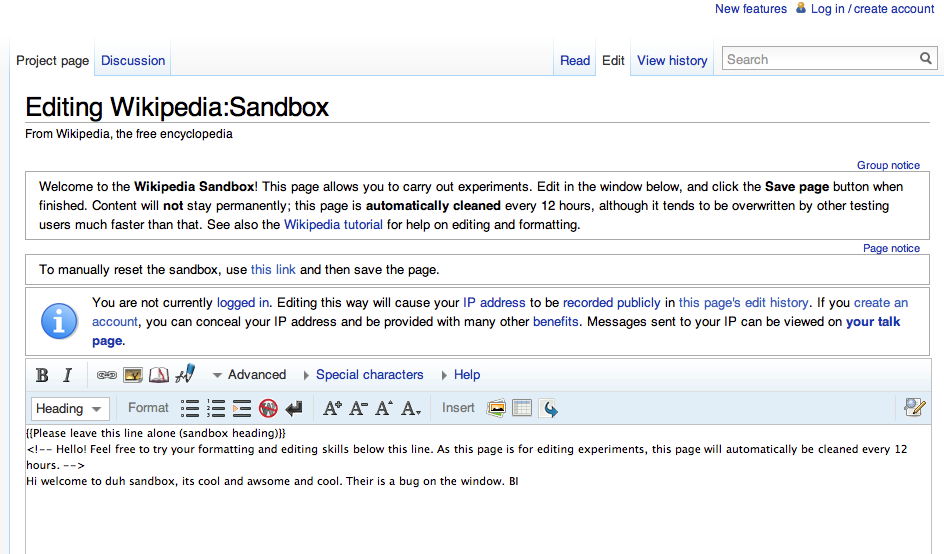 New features Log in / create account
Project page Discussion Read Edit View history Search
Editing Wikipedia:Sandbox
From Wikipedia, the free encyclopedia
Group notice
Welcome to the Wikipedia Sandbox! This page allows you to carry out experiments. Edit in the window below, and click the Save page button when
finished. Content will not stay permanently; this page is automatically cleaned every 12 hours, although it tends to be overwritten by other testing
users much faster than that. See also the Wikipedia tutorial for help on editing and formatting.
Page notice
To manually reset the sandbox, use this link and then save the page.
You are not currently logged in. Editing this way will cause your IP address to be recorded publicly in this page's edit history. If you create an
account, you can conceal your IP address and be provided with many other benefits. Messages sent to your IP can be viewed on your talk
page.
B I Advanced Special characters Help
Heading Format A+ A- A A Insert
{{Please leave this line alone (sandbox heading)}}
<!-- Hello! Feel free to try your formatting and editing skills below this line. As this page is for editing experiments, this page will automatically be cleaned every 12
hours. -->
Hi welcome to duh sandbox, its cool and awsome and cool. Their is a bug on the window. BI